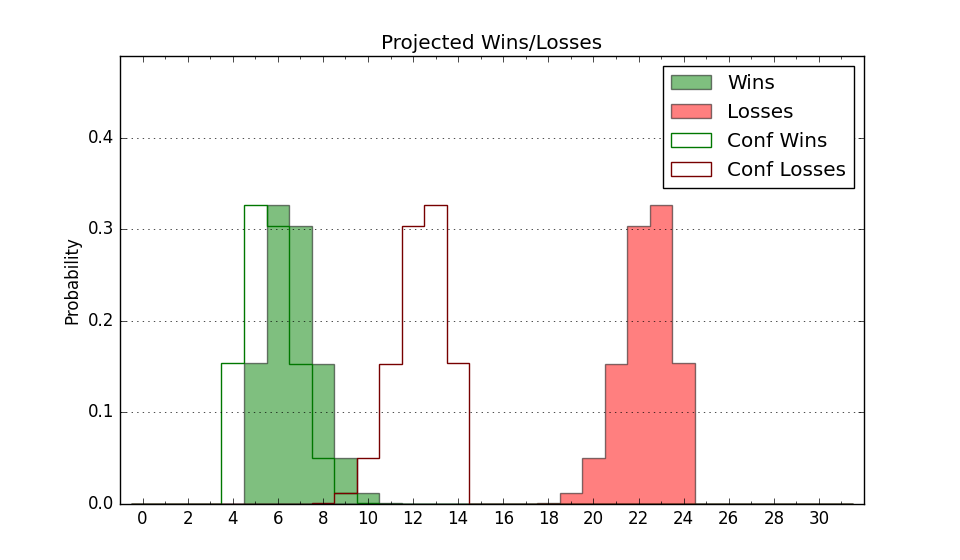 Projected Wins/Losses
Wins
Losses
Conf Wins
Conf Losses
Probability
0.4
0.3
0.2
0.1
0.0
0 2 4 6 8 10 12 14 16 18 20 22 24 26 28 30